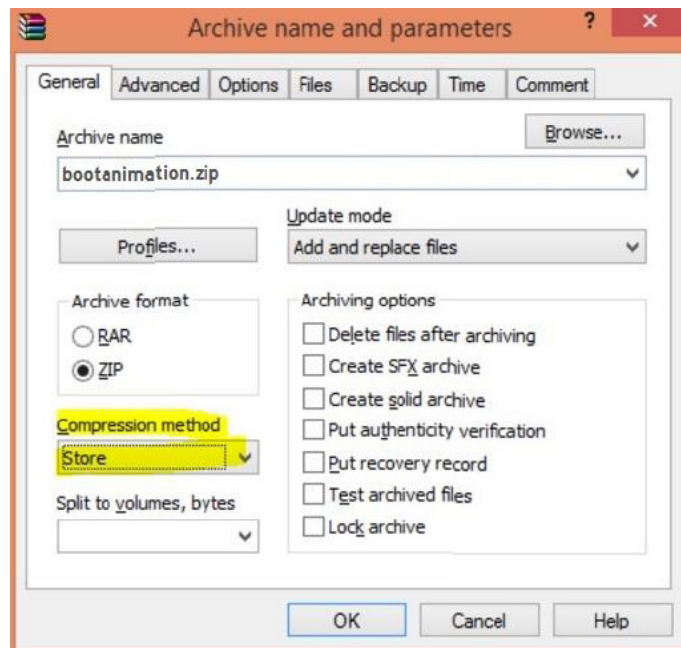 Archive name and parameters ? ×
General Advanced Options Files Backup Time Comment
Archive name
Browse...
bootanimation.zip
Update mode
Profiles...
Add and replace files
Archive format
Archiving options
RAR
Delete files after archiving
ZIP
Create SFX archive
Create solid archive
Compression method
Put authenticity verification
Store
Put recovery record
Split to volumes, bytes
Test archived files
Lock archive
OK Cancel Help